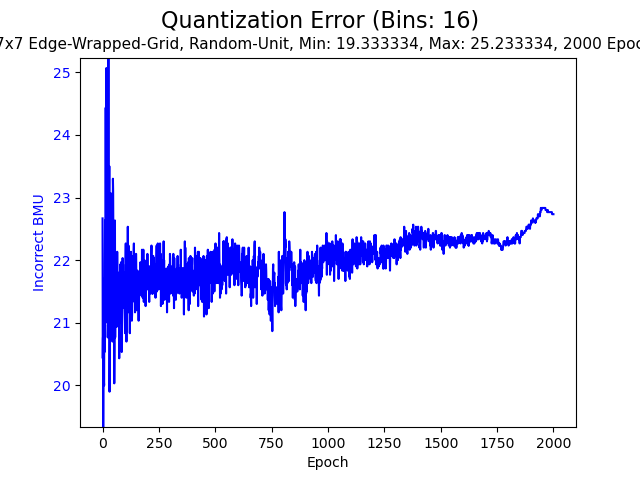 Quantization Error (Bins: 16)
7x7 Edge-Wrapped-Grid, Random-Unit, Min: 19.333334, Max: 25.233334, 2000 Epoc
25
24
23
22
21
20
Incorrect BMU
0 250 500 750 1000 1250 1500 1750 2000
Epoch